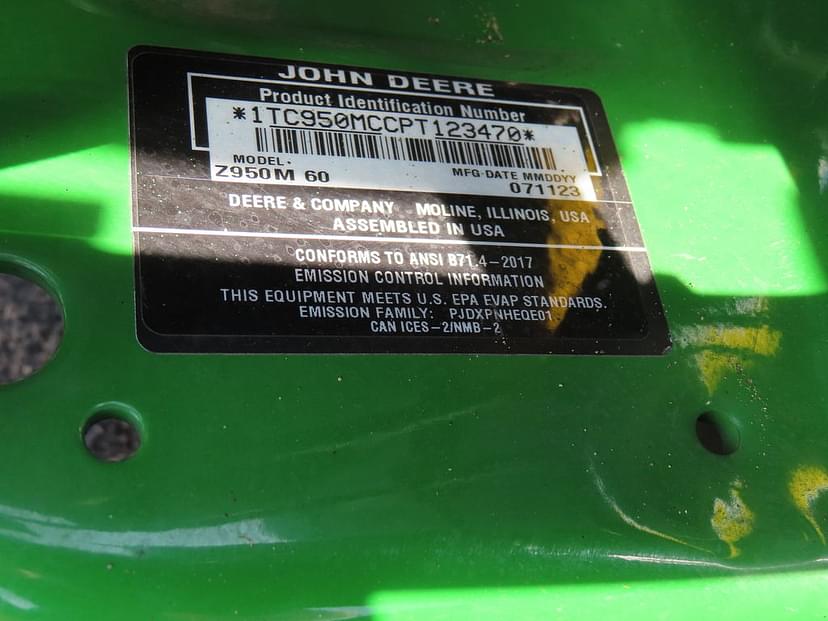 JOHN DEERE
Product Identification Number
*1TC950MCCPT123470*
MODEL.
MFG-DATE MMDDYY
Z950M 60
071123
DEERE & COMPANY MOLINE, ILLINOIS, USA
ASSEMBLED IN USA
CONFORMS TO ANSI B71.4-2017
EMISSION CONTROL INFORMATION
THIS EQUIPMENT MEETS U.S. EPA EVAP STANDARDS.
EMISSION FAMILY: PJDXPNHEQE01
CAN ICES-2/NMB-2